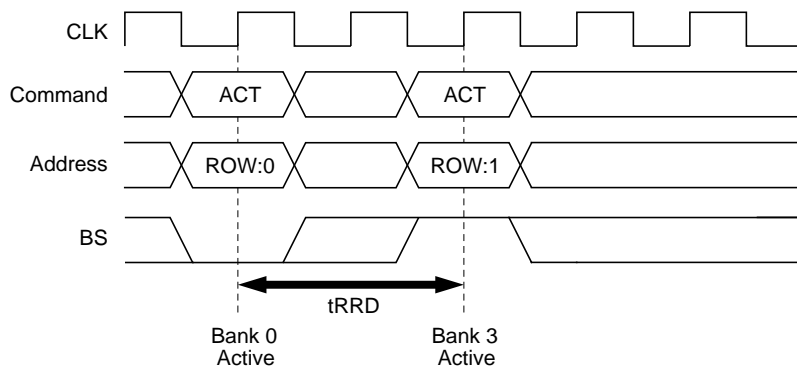 CLK
Command
ACT
ACT
Address
ROW:0
ROW:1
BS
tRRD
Bank 0
Active
Bank 3
Active